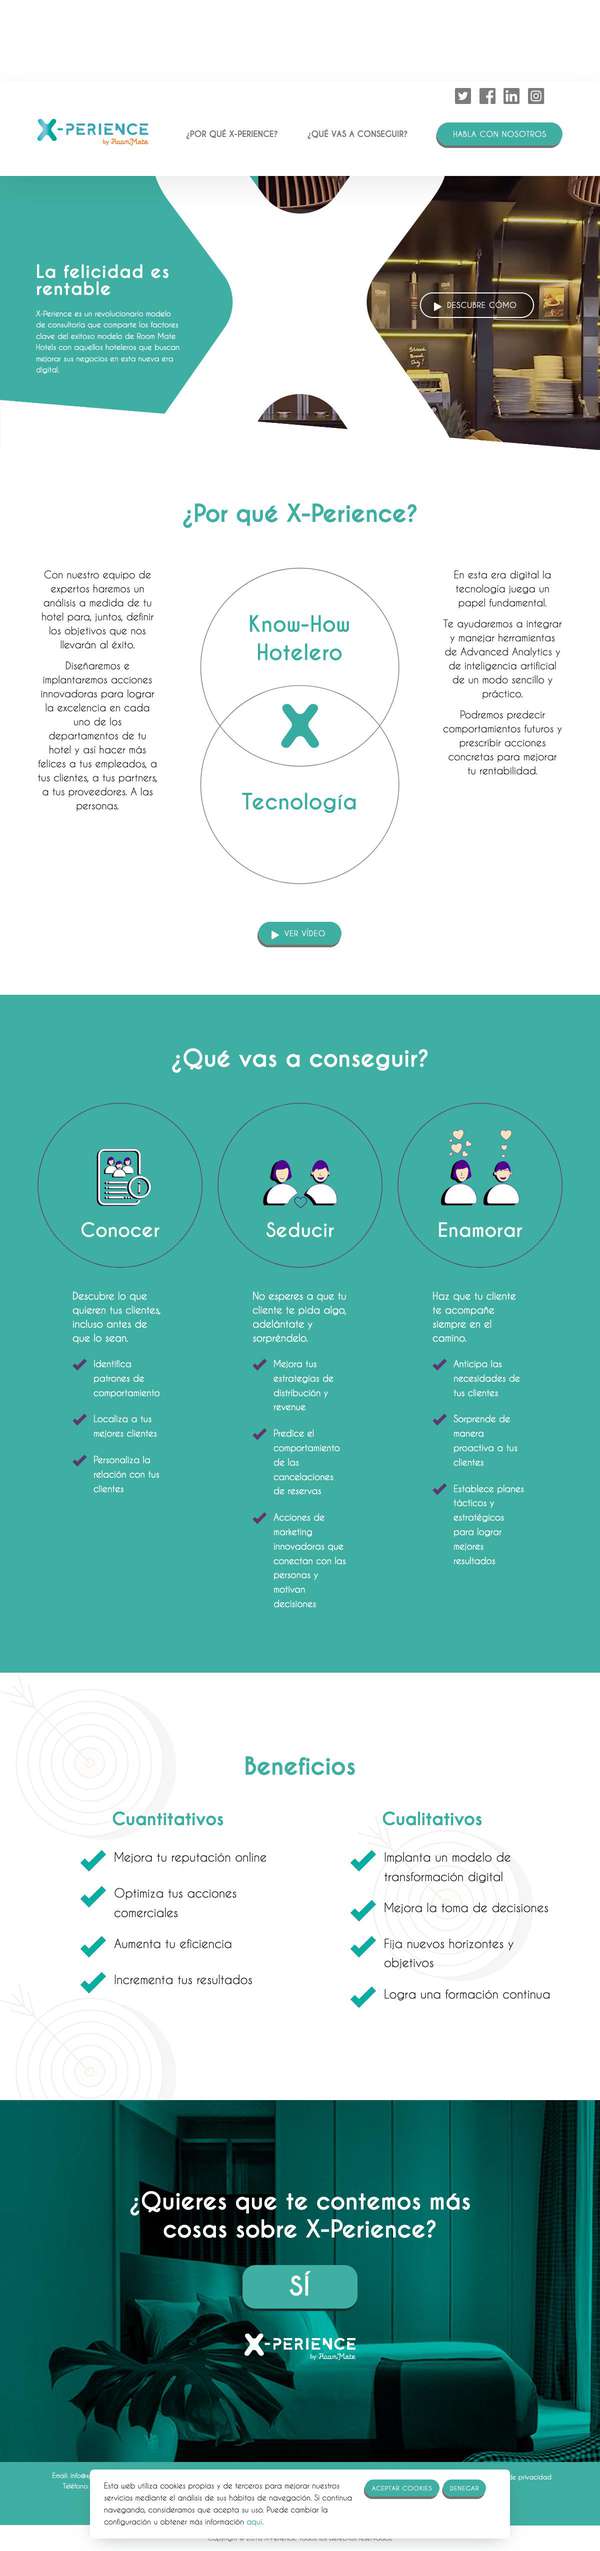 X-PERIENCE
by Room Mate
¿POR QUÉ X-PERIENCE?
¿QUÉ VAS A CONSEGUIR?
HABLA CON NOSOTROS
La felicidad es
rentable
X-Perience es un revolucionario modelo
de consultoría que comparte los factores
clave del exitoso modelo de Room Mate
Hotels con aquellos hoteleros que buscan
mejorar sus negocios en esta nueva era
digital.
DESCUBRE CÓMO
¿Por qué X-Perience?
Con nuestro equipo de
expertos haremos un
análisis a medida de tu
hotel para, juntos, definir
los objetivos que nos
llevarán al éxito.
Diseñaremos e
implantaremos acciones
innovadoras para lograr
la excelencia en cada
uno de los
departamentos de tu
hotel y así hacer más
felices a tus empleados, a
tus clientes, a tus partners,
a tus proveedores. A las
personas.
Know-How
Hotelero
X
Tecnología
En esta era digital la
tecnología juega un
papel fundamental.
Te ayudaremos a integrar
y manejar herramientas
de Advanced Analytics y
de inteligencia artificial
de un modo sencillo y
práctico.
Podremos predecir
comportamientos futuros y
prescribir acciones
concretas para mejorar
tu rentabilidad.
VER VÍDEO
¿Qué vas a conseguir?
Conocer
Descubre lo que
quieren tus clientes,
incluso antes de
que lo sean.
Identifica
patrones de
comportamiento
Localiza a tus
mejores clientes
Personaliza la
relación con tus
clientes
Seducir
No esperes a que tu
cliente te pida algo,
adelántate y
sorpréndelo.
Mejora tus
estrategias de
distribución y
revenue
Predice el
comportamiento
de las
cancelaciones
de reservas
Acciones de
marketing
innovadoras que
conectan con las
personas y
motivan
decisiones
Enamorar
Haz que tu cliente
te acompañe
siempre en el
camino.
Anticipa las
necesidades de
tus clientes
Sorprende de
manera
proactiva a tus
clientes
Establece planes
tácticos y
estratégicos
para lograr
mejores
resultados
Beneficios
Cuantitativos
Mejora tu reputación online
Optimiza tus acciones
comerciales
Aumenta tu eficiencia
Incrementa tus resultados
Cualitativos
Implanta un modelo de
transformación digital
Mejora la toma de decisiones
Fija nuevos horizontes y
objetivos
Logra una formación continua
¿Quieres que te contemos más
cosas sobre X-Perience?
SÍ
X-PERIENCE
by Room Mate
Email: info@
Teléfono
de privacidad
Esta web utiliza cookies propias y de terceros para mejorar nuestros
servicios mediante el análisis de sus hábitos de navegación. Si continua
navegando, consideramos que acepta su uso. Puede cambiar la
configuración u obtener más información aquí.
ACEPTAR COOKIES
DENEGAR